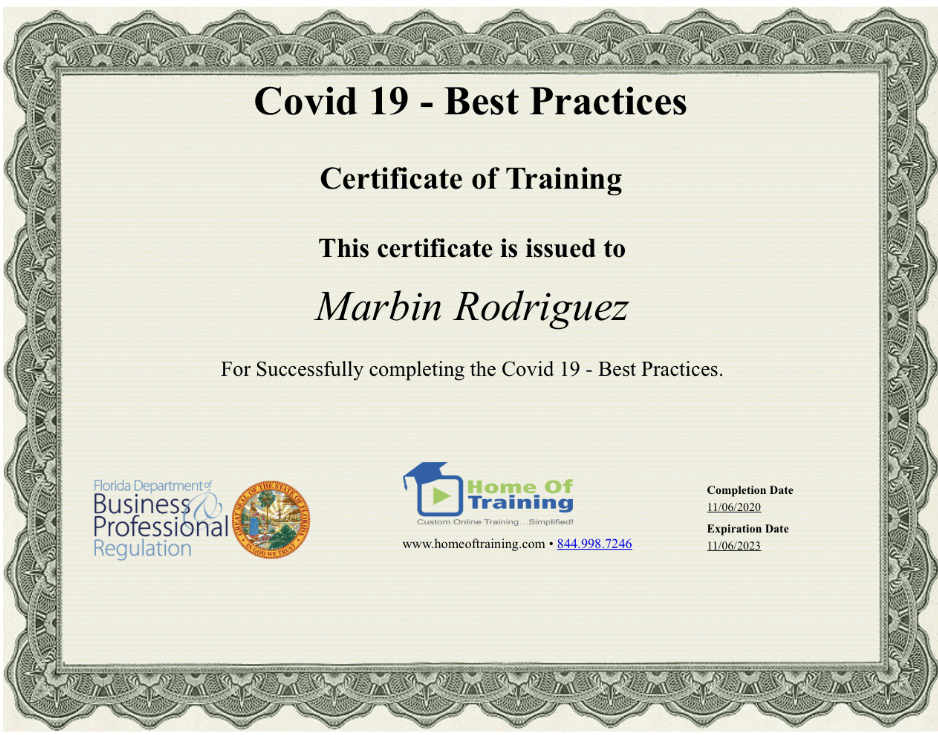 Covid 19 - Best Practices
Certificate of Training
This certificate is issued to
Marbin Rodriguez
For Successfully completing the Covid 19 - Best Practices.
Florida Department of
Business &
Professional
Regulation
GREAT SEAL OF THE STATE OF FLORIDA
IN GOD WE TRUST
Home Of
Training
Custom Online Training...Simplified!
www.homeoftraining.com • 844.998.7246
Completion Date
11/06/2020
Expiration Date
11/06/2023